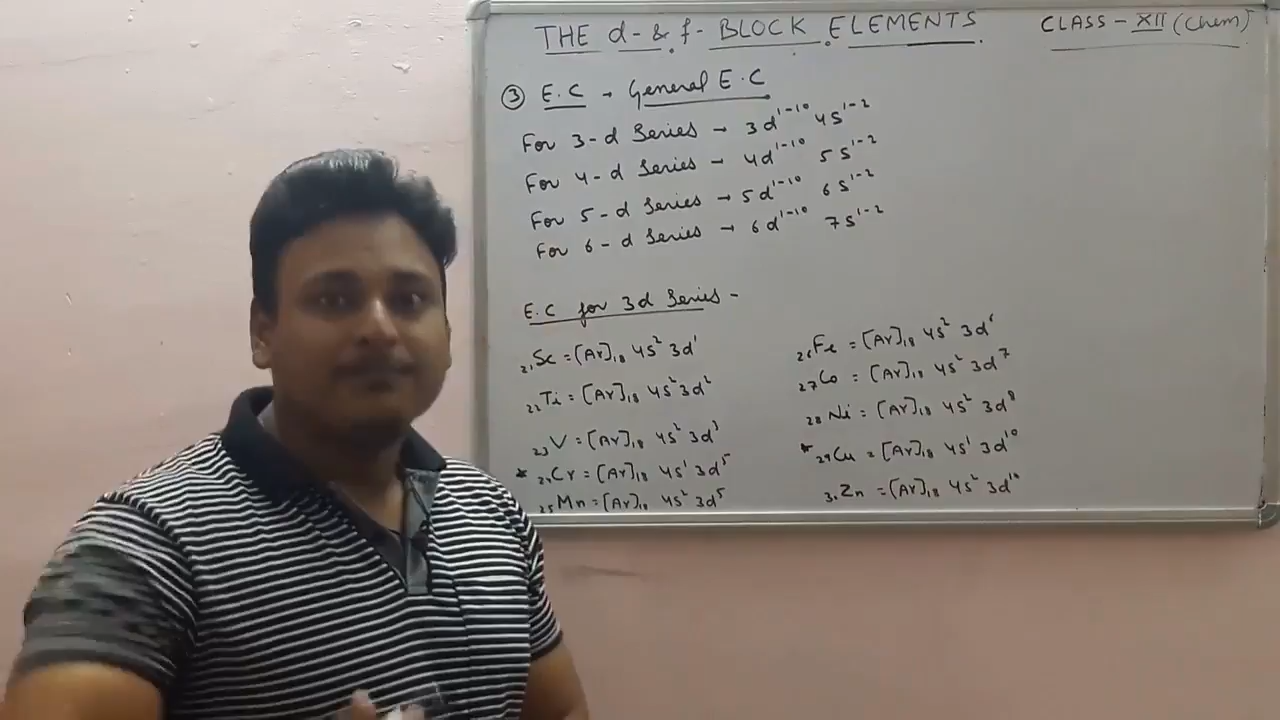 THE d- & f- BLOCK ELEMENTS CLASS - XII (Chem)
③ E.C → General E.C
For 3-d Series → 3d¹⁻¹⁰ 4s¹⁻²
For 4-d Series → 4d¹⁻¹⁰ 5s¹⁻²
For 5-d Series → 5d¹⁻¹⁰ 6s¹⁻²
For 6-d Series → 6d¹⁻¹⁰ 7s¹⁻²
E.C for 3d Series -
₂₁Sc = [Ar]₁₈ 4s² 3d¹
₂₂Ti = [Ar]₁₈ 4s² 3d²
₂₃V = [Ar]₁₈ 4s² 3d³
* ₂₄Cr = [Ar]₁₈ 4s¹ 3d⁵
₂₅Mn = [Ar]₁₈ 4s² 3d⁵
₂₆Fe = [Ar]₁₈ 4s² 3d⁶
₂₇Co = [Ar]₁₈ 4s² 3d⁷
₂₈Ni = [Ar]₁₈ 4s² 3d⁸
* ₂₉Cu = [Ar]₁₈ 4s¹ 3d¹⁰
₃₀Zn = [Ar]₁₈ 4s² 3d¹⁰